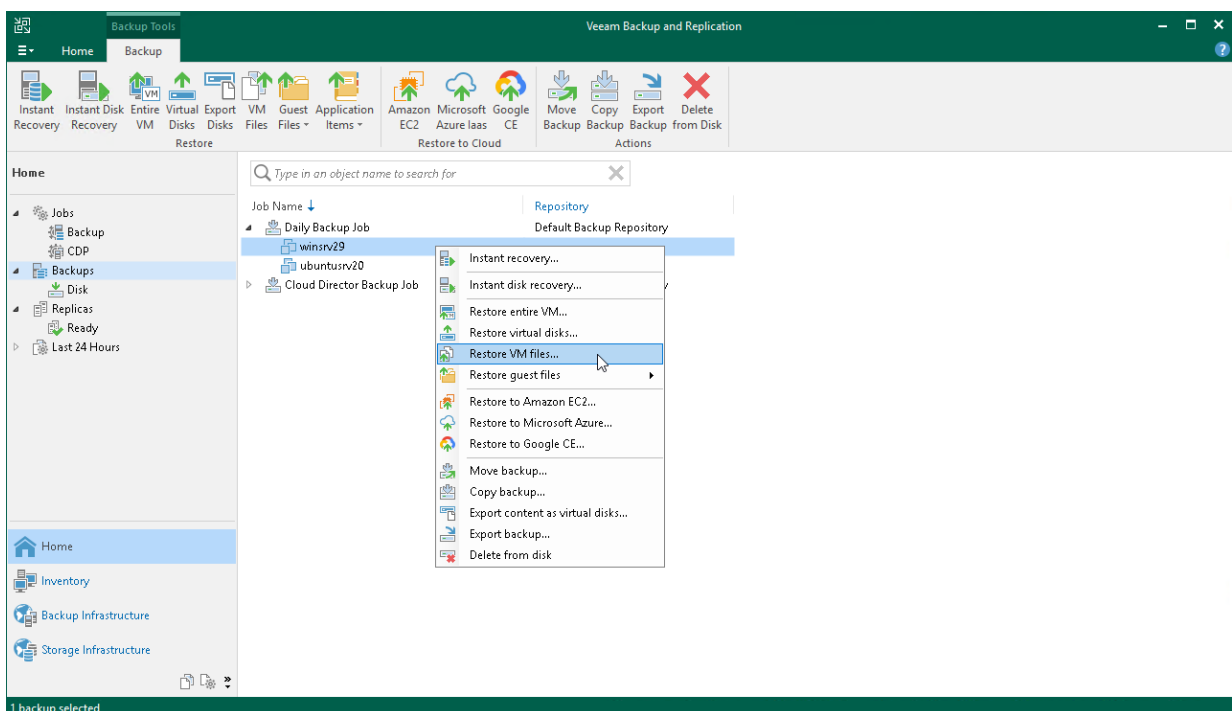 Backup Tools
Veeam Backup and Replication
Home
Backup
Instant Recovery
Instant Disk Recovery
Entire VM
Virtual Disks
Export Disks
VM Files
Guest Files
Application Items
Amazon EC2
Microsoft Azure Iaas
Google CE
Move Backup
Copy Backup
Export Backup
Delete from Disk
Restore
Restore to Cloud
Actions
Home
Type in an object name to search for
Jobs
Backup
CDP
Backups
Disk
Replicas
Ready
Last 24 Hours
Job Name
Repository
Daily Backup Job
Default Backup Repository
winsrv29
ubuntusrv20
Cloud Director Backup Job
Instant recovery...
Instant disk recovery...
Restore entire VM...
Restore virtual disks...
Restore VM files...
Restore guest files
Restore to Amazon EC2...
Restore to Microsoft Azure...
Restore to Google CE...
Move backup...
Copy backup...
Export content as virtual disks...
Export backup...
Delete from disk
Home
Inventory
Backup Infrastructure
Storage Infrastructure
1 backup selected